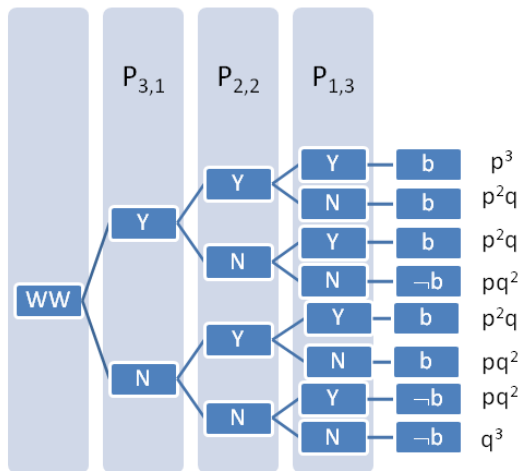 P₃,₁ P₂,₂ P₁,₃
Y b p³
Y
N b p²q
Y
Y b p²q
N
N ¬b pq²
WW
Y b p²q
Y
N b pq²
N
Y ¬b pq²
N
N ¬b q³